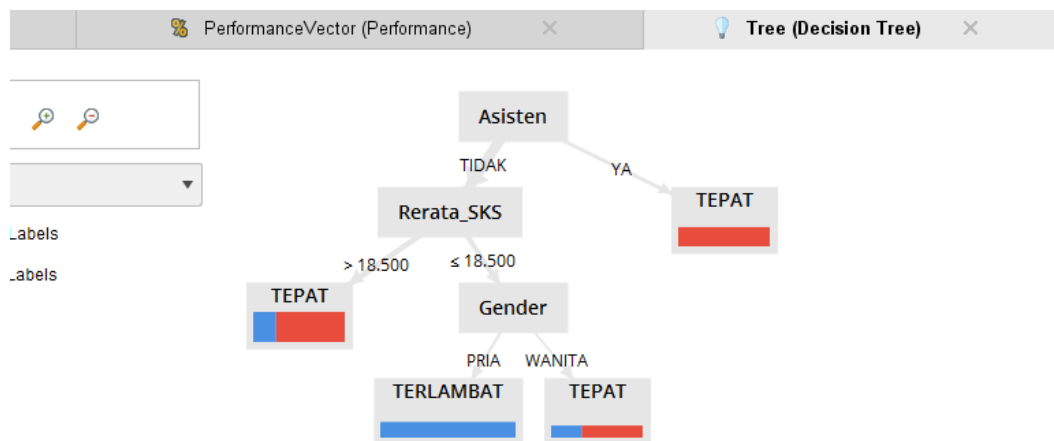 PerformanceVector (Performance)
Tree (Decision Tree)
Asisten
TIDAK
YA
Rerata_SKS
TEPAT
Labels
Labels
> 18.500
≤ 18.500
TEPAT
Gender
PRIA
WANITA
TERLAMBAT
TEPAT